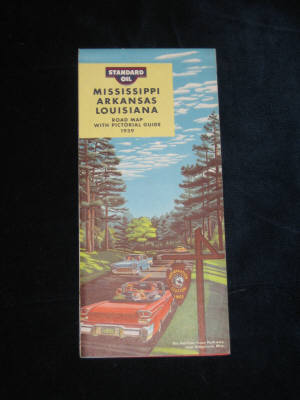 STANDARD
OIL
MISSISSIPPI
ARKANSAS
LOUISIANA
ROAD MAP
WITH PICTORIAL GUIDE
1959